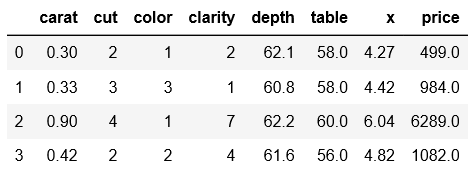 carat cut color clarity depth table x price
0 0.30 2 1 2 62.1 58.0 4.27 499.0
1 0.33 3 3 1 60.8 58.0 4.42 984.0
2 0.90 4 1 7 62.2 60.0 6.04 6289.0
3 0.42 2 2 4 61.6 56.0 4.82 1082.0